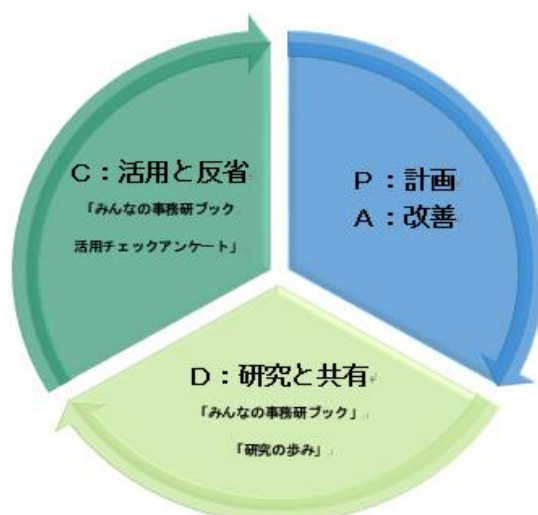 C：活用と反省
「みんなの事務研ブック
活用チェックアンケート」
P：計画
A：改善
D：研究と共有
「みんなの事務研ブック」
「研究の歩み」